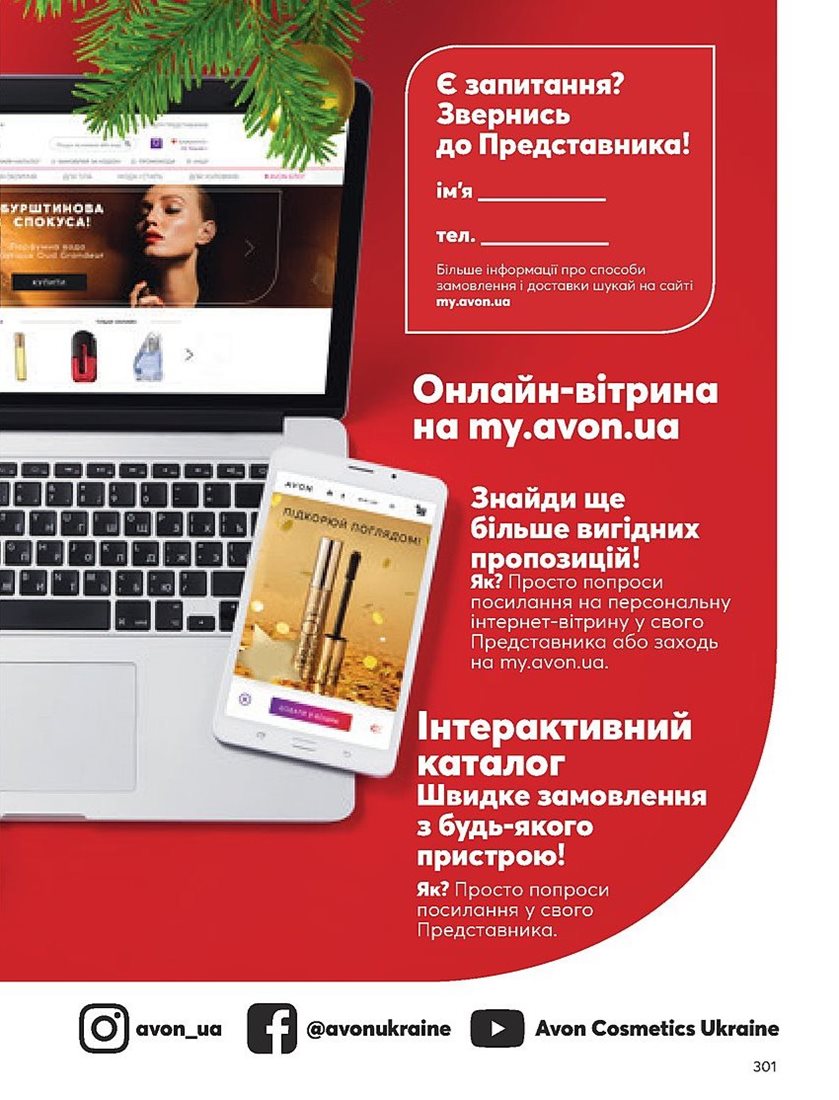 Є запитання?
Звернись
до Представника!
ім'я
тел.
Більше інформації про способи
замовлення і доставки шукай на сайті
my.avon.ua
БУРШТИНОВА
СПОКУСА!
Парфумна вода
КУПИТИ
Онлайн-вітрина
на my.avon.ua
Знайди ще
більше вигідних
пропозицій!
Як? Просто попроси
посилання на персональну
інтернет-вітрину у свого
Представника або заходь
на my.avon.ua.
AVON
ПІДКОРЮЙ ПОГЛЯДОМ!
Інтерактивний
каталог
Швидке замовлення
з будь-якого
пристрою!
Як? Просто попроси
посилання у свого
Представника.
avon_ua
@avonukraine
Avon Cosmetics Ukraine
301